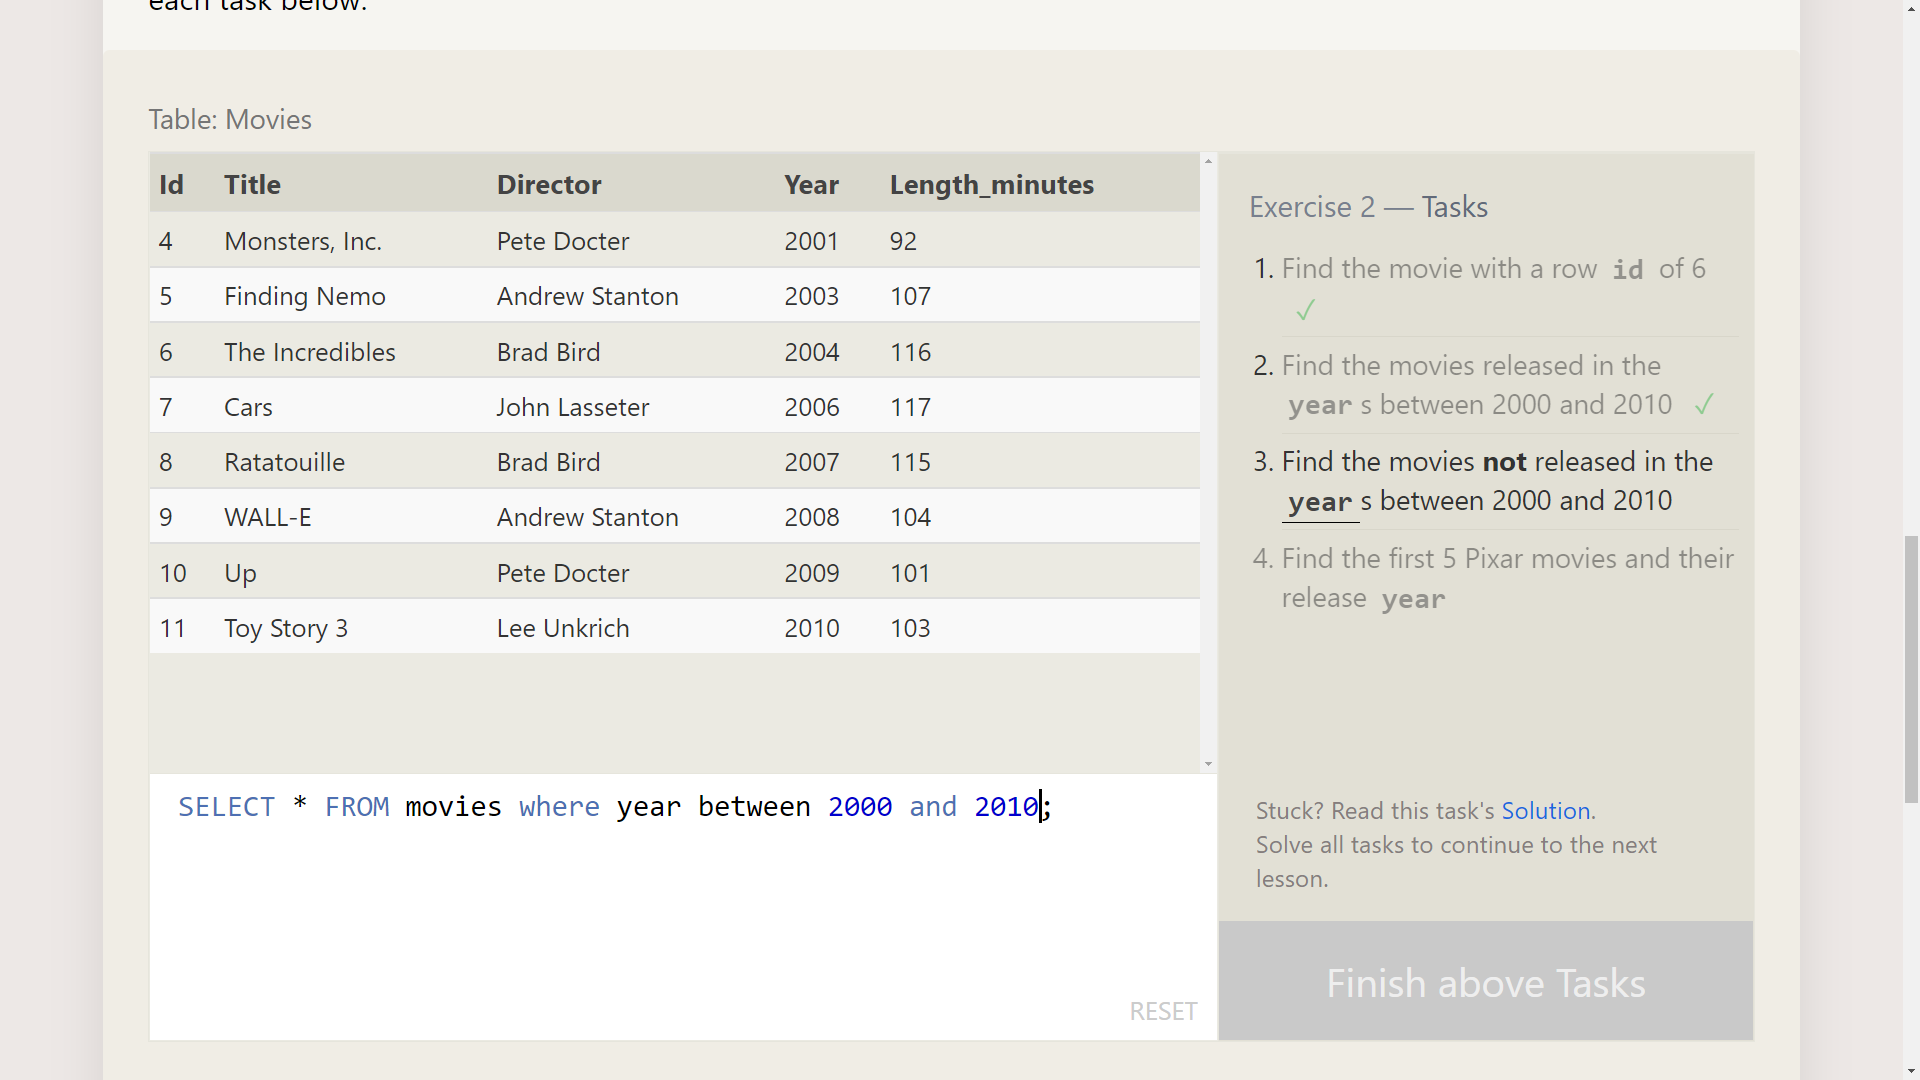 each task below.
Table: Movies
Id Title Director Year Length_minutes
4 Monsters, Inc. Pete Docter 2001 92
5 Finding Nemo Andrew Stanton 2003 107
6 The Incredibles Brad Bird 2004 116
7 Cars John Lasseter 2006 117
8 Ratatouille Brad Bird 2007 115
9 WALL-E Andrew Stanton 2008 104
10 Up Pete Docter 2009 101
11 Toy Story 3 Lee Unkrich 2010 103
SELECT * FROM movies where year between 2000 and 2010;
RESET
Exercise 2 — Tasks
1. Find the movie with a row id of 6
✓
2. Find the movies released in the
year s between 2000 and 2010 ✓
3. Find the movies not released in the
year s between 2000 and 2010
4. Find the first 5 Pixar movies and their
release year
Stuck? Read this task's Solution.
Solve all tasks to continue to the next
lesson.
Finish above Tasks